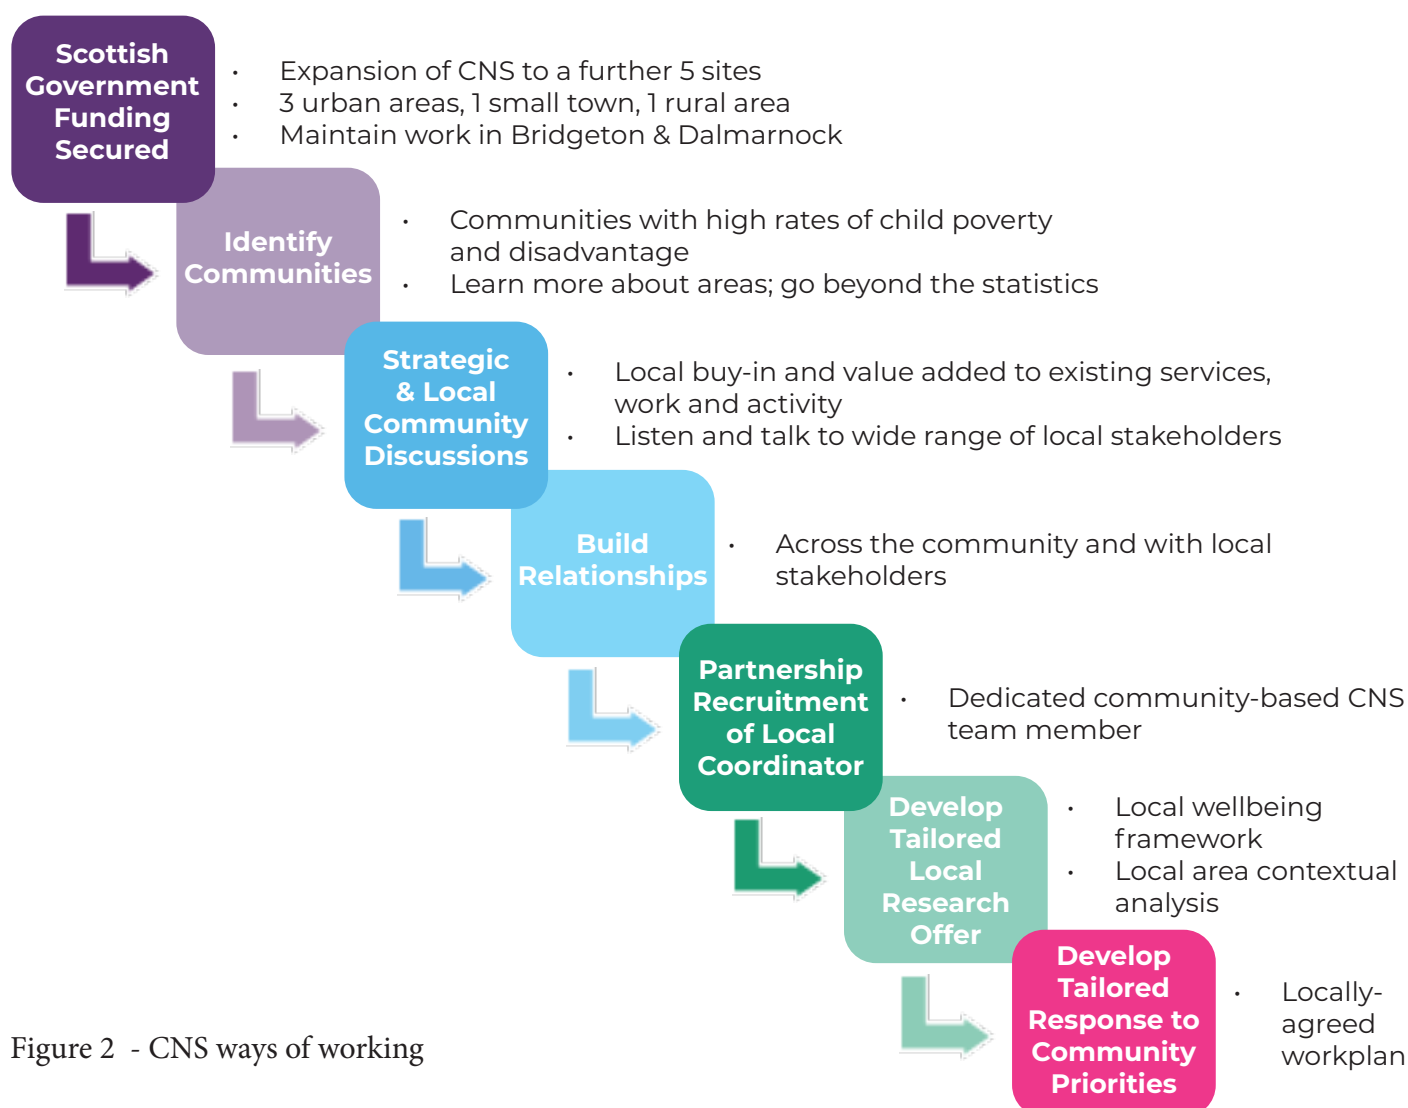 Scottish
Government
Funding
Secured
· Expansion of CNS to a further 5 sites
· 3 urban areas, 1 small town, 1 rural area
· Maintain work in Bridgeton & Dalmarnock
Identify
Communities
· Communities with high rates of child poverty
and disadvantage
· Learn more about areas; go beyond the statistics
Strategic
& Local
Community
Discussions
· Local buy-in and value added to existing services,
work and activity
· Listen and talk to wide range of local stakeholders
Build
Relationships
· Across the community and with local
stakeholders
Partnership
Recruitment
of Local
Coordinator
· Dedicated community-based CNS
team member
Develop
Tailored
Local
Research
Offer
· Local wellbeing
framework
· Local area contextual
analysis
Develop
Tailored
Response to
Community
Priorities
· Locally-
agreed
workplan
Figure 2 - CNS ways of working